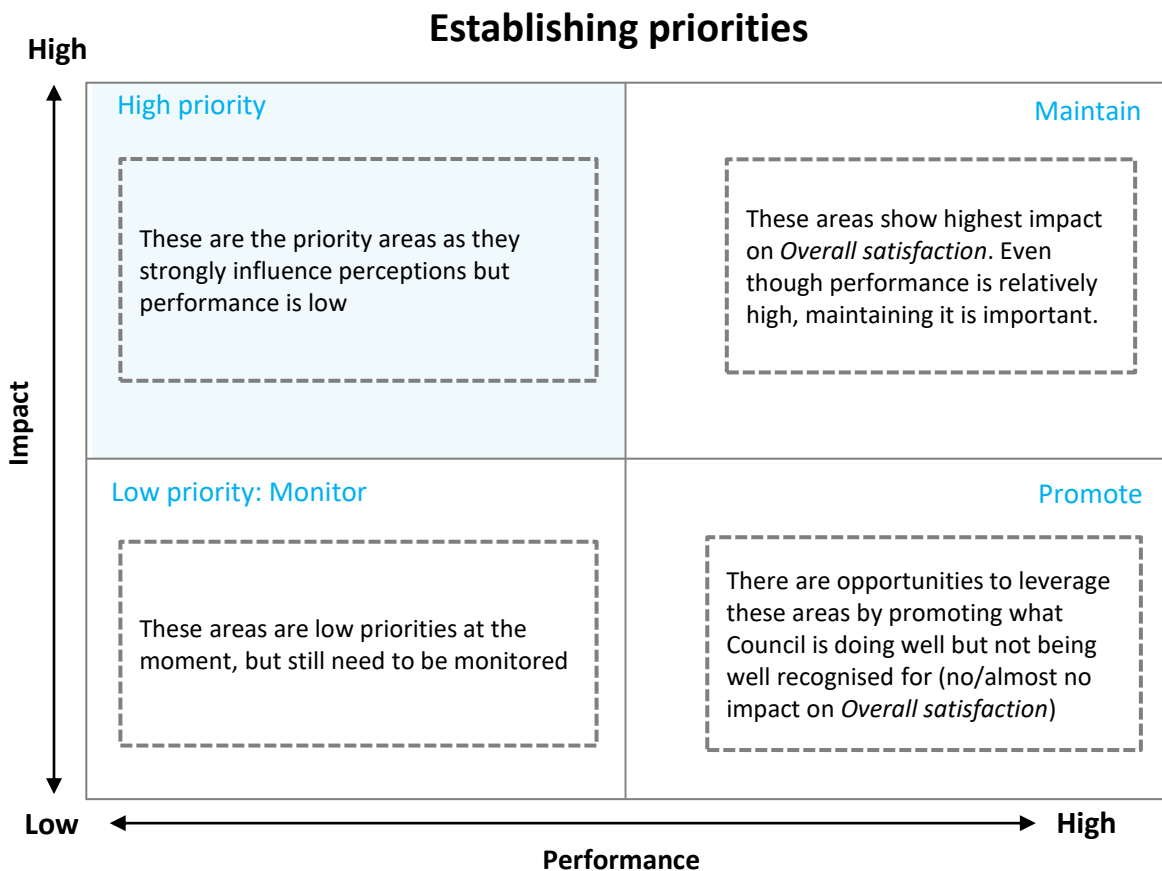 Establishing priorities
High
High priority
Maintain
These are the priority areas as they
strongly influence perceptions but
performance is low
These areas show highest impact
on Overall satisfaction. Even
though performance is relatively
high, maintaining it is important.
Impact
Low priority: Monitor
Promote
These areas are low priorities at the
moment, but still need to be monitored
There are opportunities to leverage
these areas by promoting what
Council is doing well but not being
well recognised for (no/almost no
impact on Overall satisfaction)
Low
High
Performance